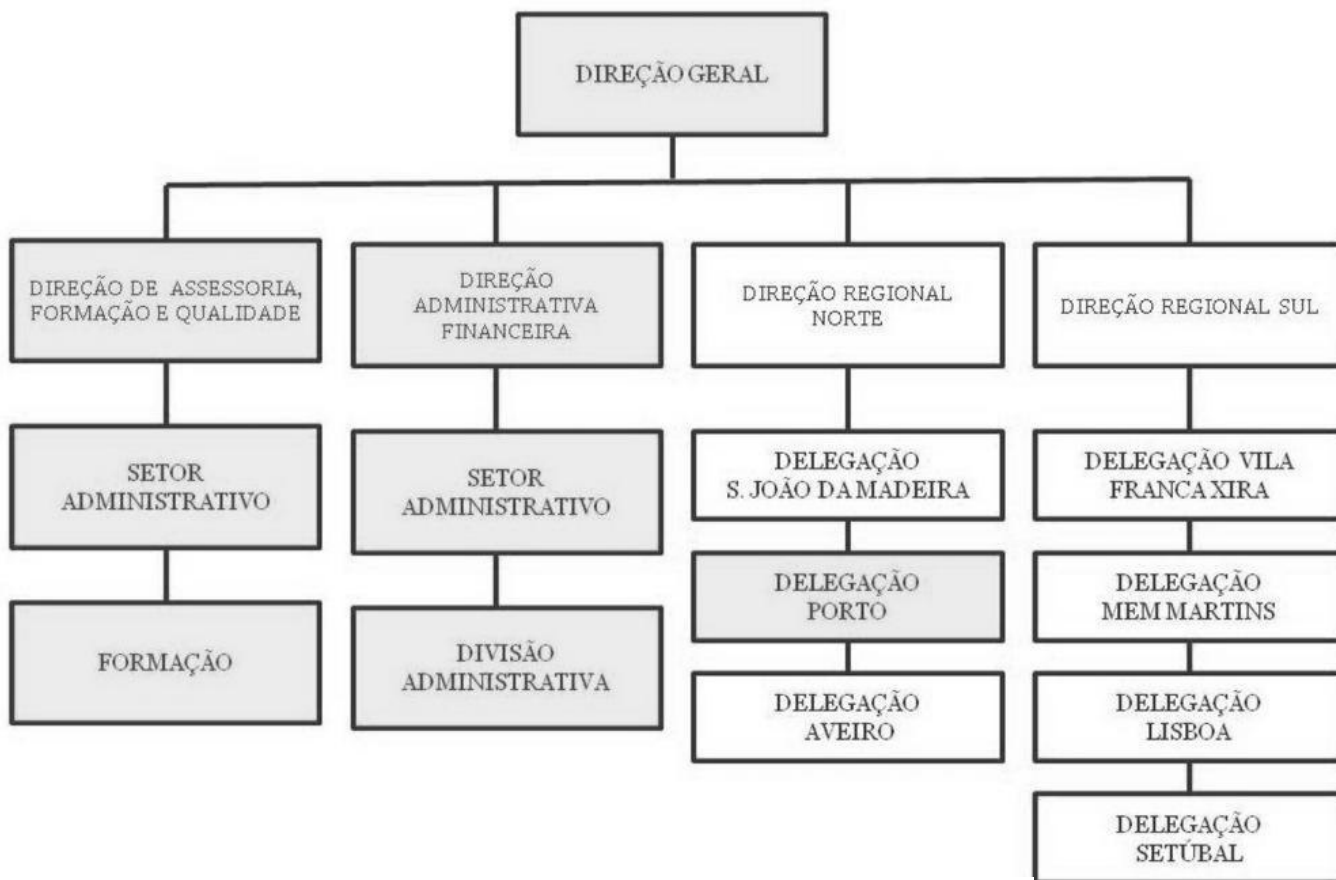 DIREÇÃO GERAL
DIREÇÃO DE ASSESSORIA,
FORMAÇÃO E QUALIDADE
DIREÇÃO
ADMINISTRATIVA
FINANCEIRA
DIREÇÃO REGIONAL
NORTE
DIREÇÃO REGIONAL SUL
SETOR
ADMINISTRATIVO
SETOR
ADMINISTRATIVO
DELEGAÇÃO
S. JOÃO DA MADEIRA
DELEGAÇÃO VILA
FRANCA XIRA
DELEGAÇÃO
PORTO
DELEGAÇÃO
MEM MARTINS
FORMAÇÃO
DIVISÃO
ADMINISTRATIVA
DELEGAÇÃO
AVEIRO
DELEGAÇÃO
LISBOA
DELEGAÇÃO
SETÚBAL